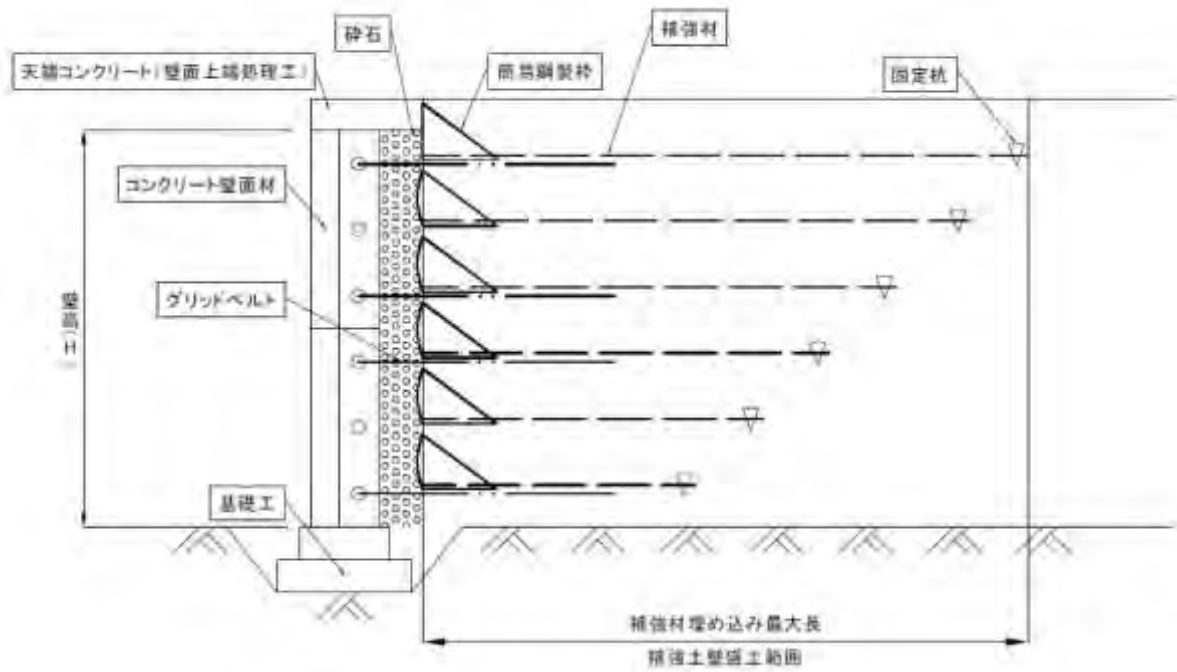 砕石
補強材
天端コンクリート(壁面上端処理工)
簡易鋼製枠
固定杭
コンクリート壁面材
グリッドベルト
壁高(H)
基礎工
補強材埋め込み最大長
補強土壁盛工範囲